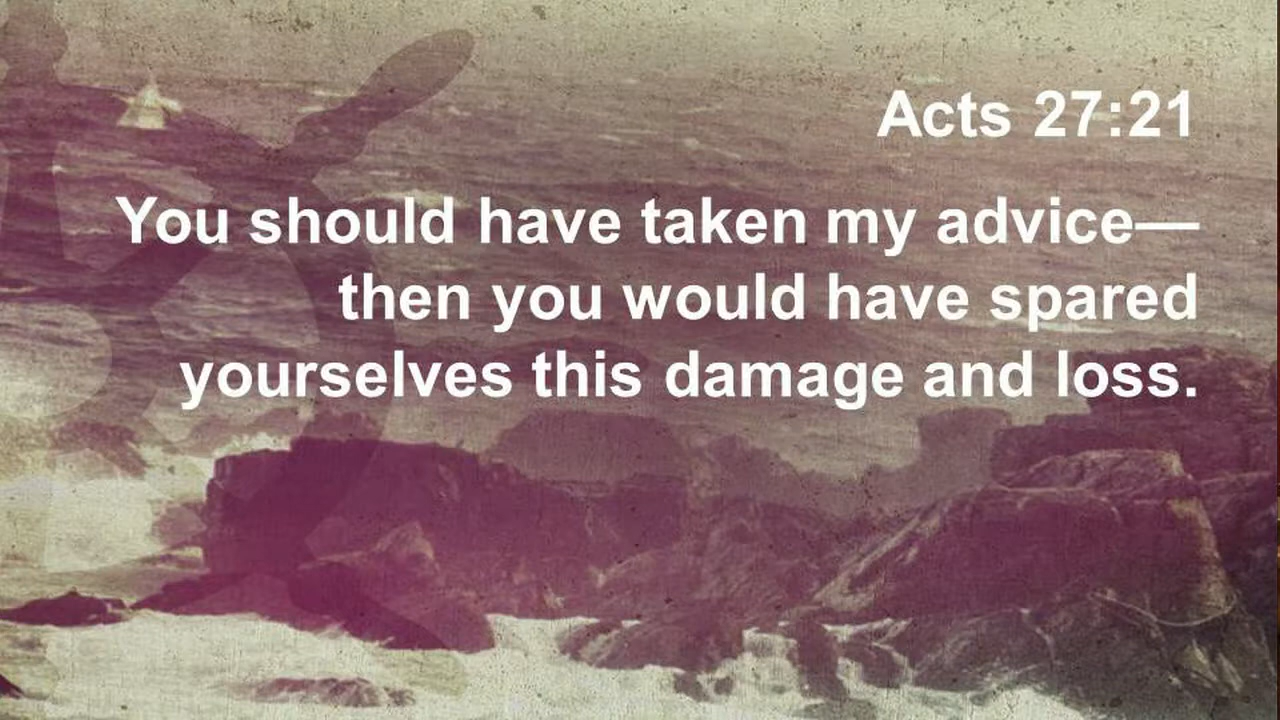 Acts 27:21
You should have taken my advice—
then you would have spared
yourselves this damage and loss.